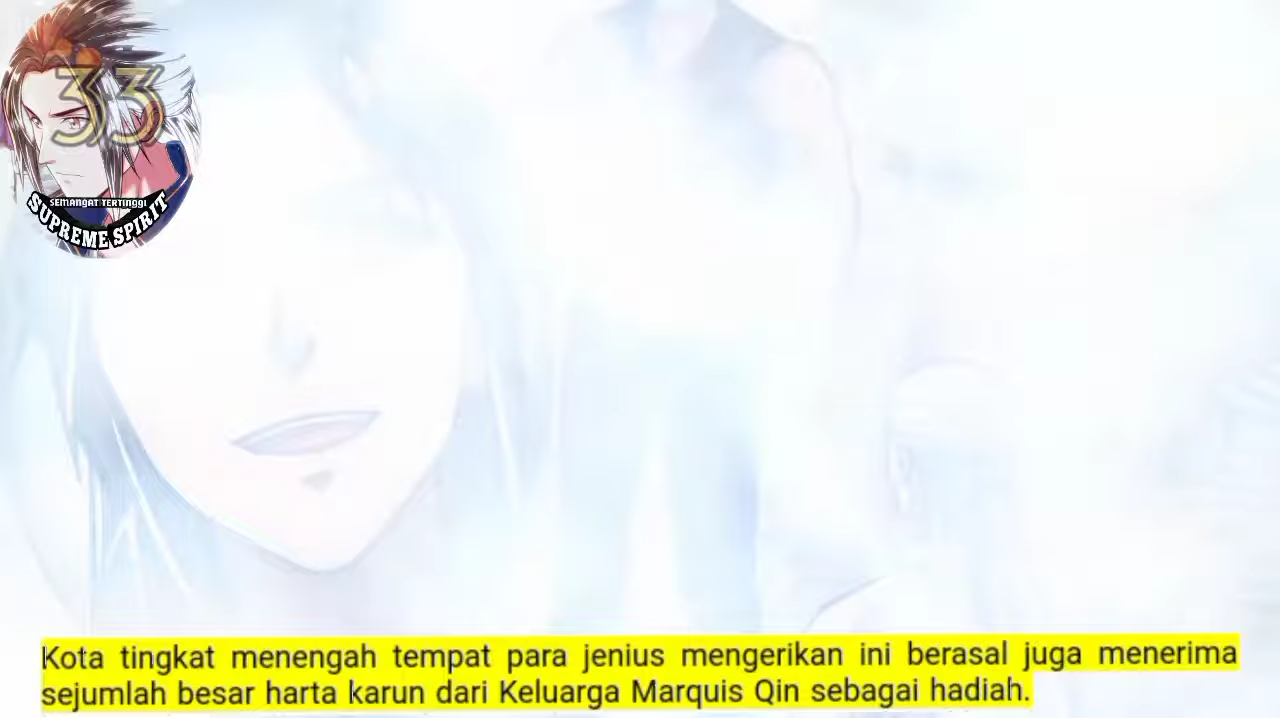 33
SEMANGAT TERTINGGI
SUPREME SPIRIT
Kota tingkat menengah tempat para jenius mengerikan ini berasal juga menerima
sejumlah besar harta karun dari Keluarga Marquis Qin sebagai hadiah.